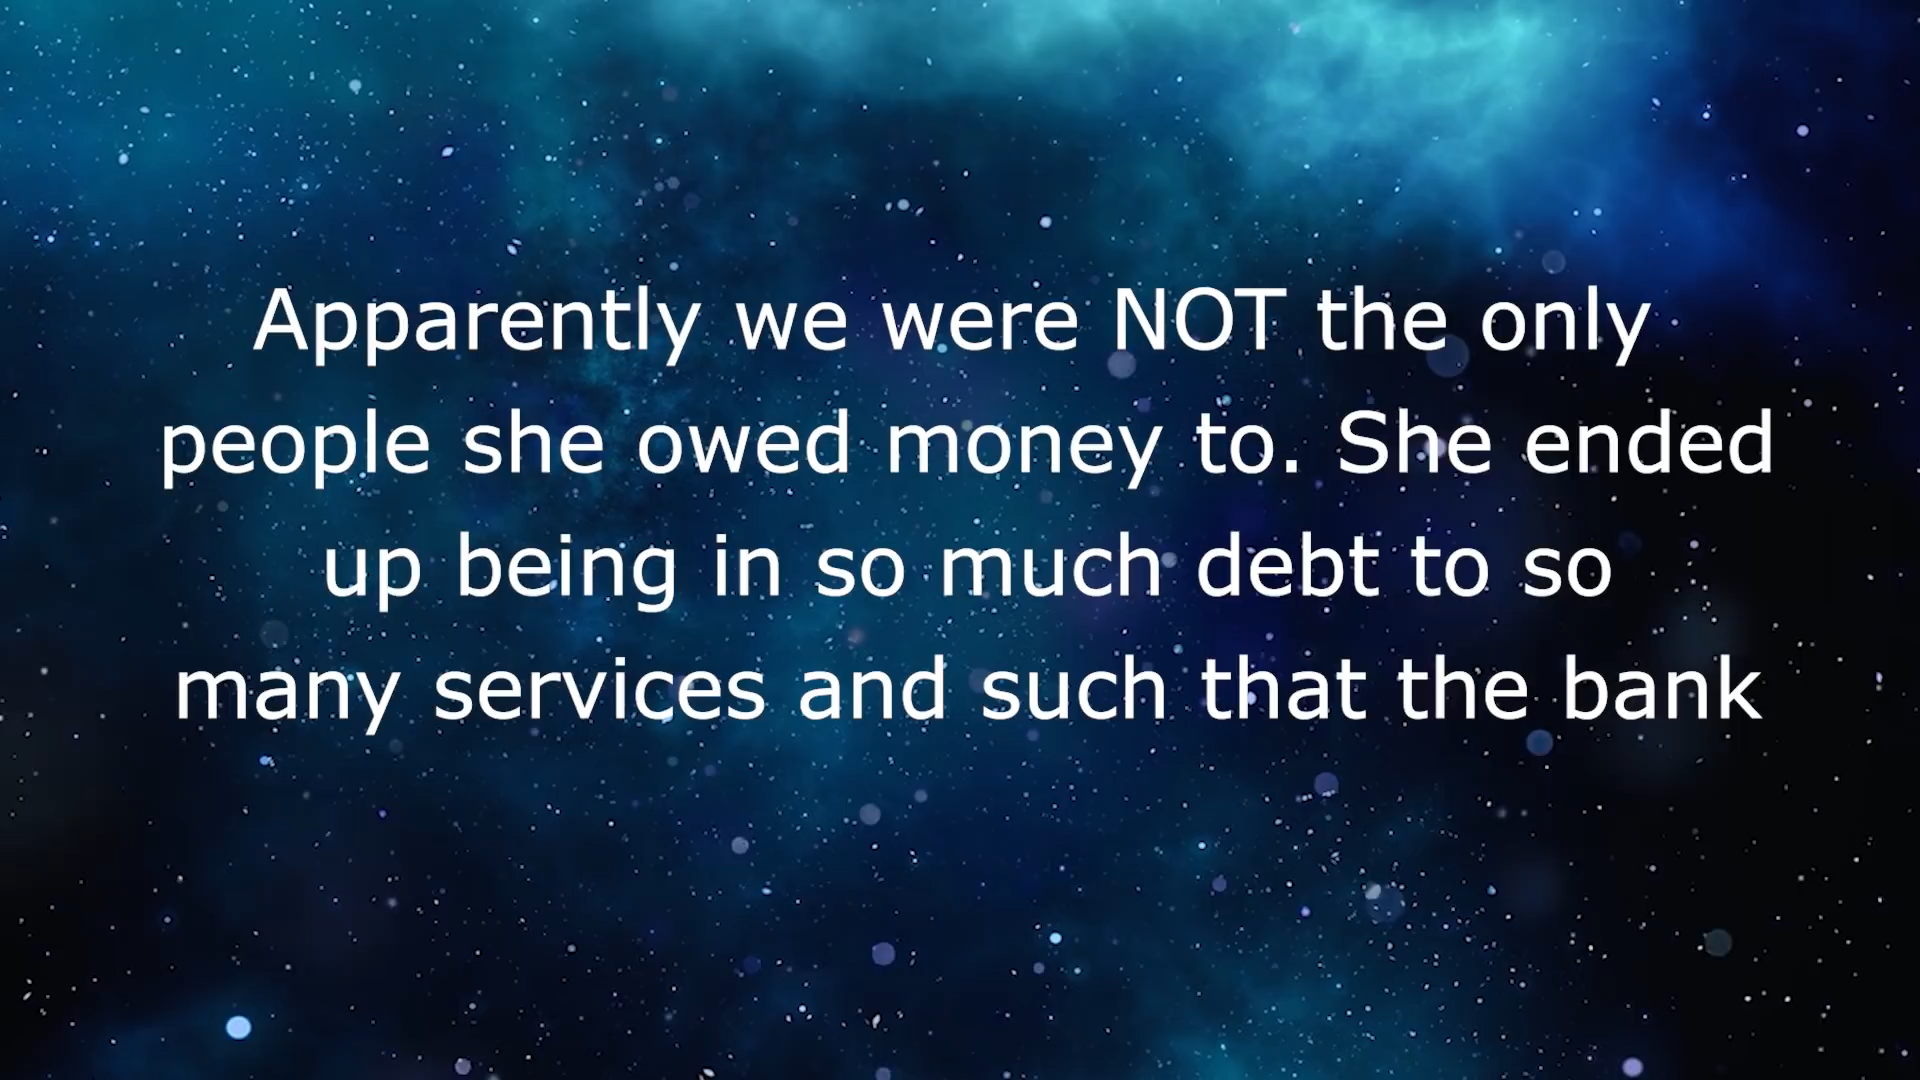 Apparently we were NOT the only
people she owed money to. She ended
up being in so much debt to so
many services and such that the bank